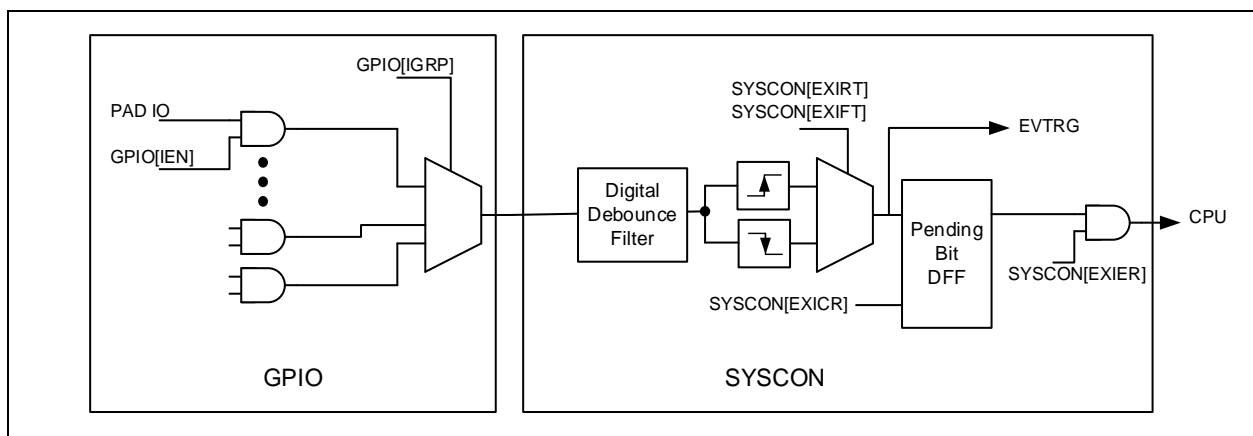 GPIO[IGRP]
PAD IO
GPIO[IEN]
GPIO
SYSCON[EXIRT]
SYSCON[EXIFT]
EVTRG
Digital
Debounce
Filter
Pending
Bit
DFF
CPU
SYSCON[EXIER]
SYSCON[EXICR]
SYSCON